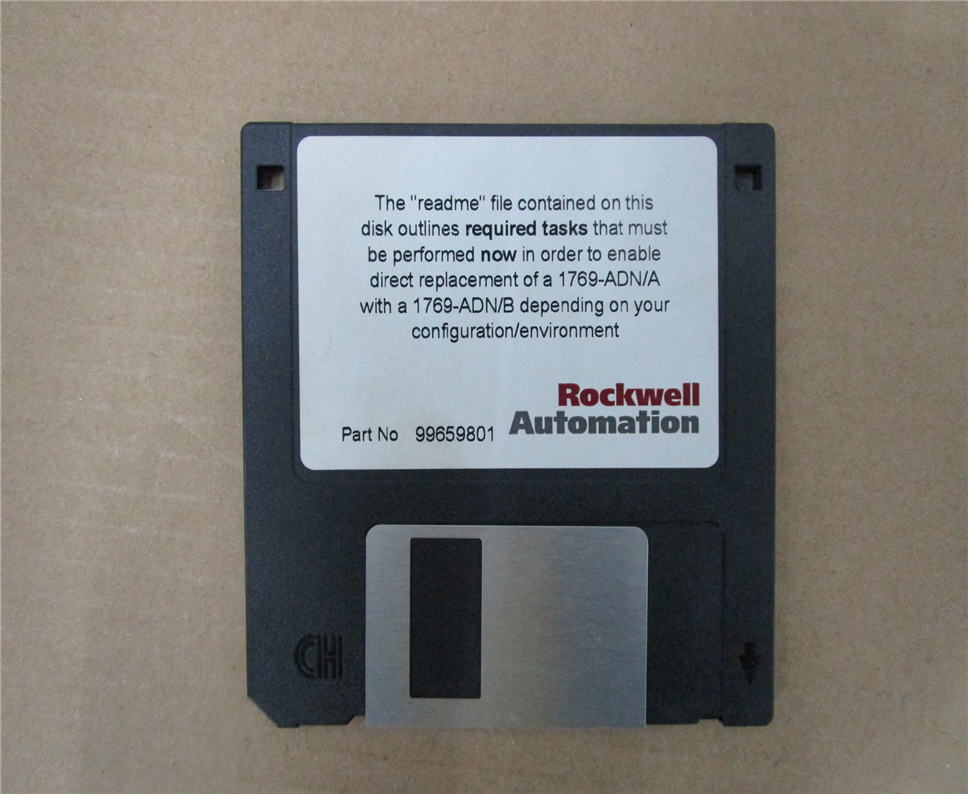 The "readme" file contained on this
disk outlines required tasks that must
be performed now in order to enable
direct replacement of a 1769-ADN/A
with a 1769-ADN/B depending on your
configuration/environment
Rockwell
Automation
Part No 99659801
CH